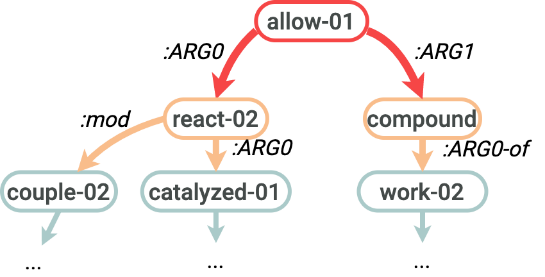 allow-01
:ARG0 :ARG1
react-02 compound
:mod :ARG0 :ARG0-of
couple-02 catalyzed-01 work-02
... ... ...